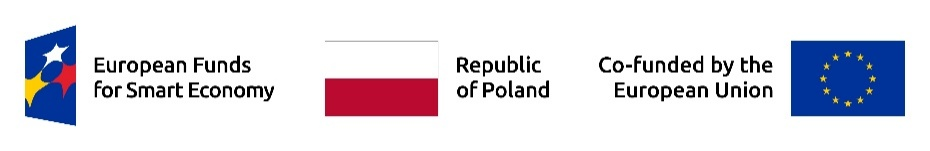 European Funds
for Smart Economy
Republic
of Poland
Co-funded by the
European Union